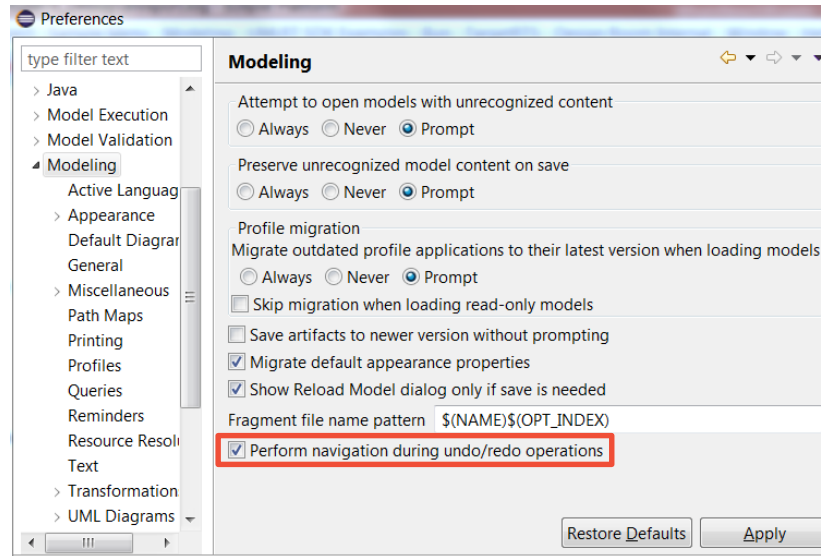 Preferences
type filter text
Java
Model Execution
Model Validation
Modeling
Active Languag
Appearance
Default Diagrar
General
Miscellaneous
Path Maps
Printing
Profiles
Queries
Reminders
Resource Resolu
Text
Transformation
UML Diagrams
Modeling
Attempt to open models with unrecognized content
Always Never Prompt
Preserve unrecognized model content on save
Always Never Prompt
Profile migration
Migrate outdated profile applications to their latest version when loading models
Always Never Prompt
Skip migration when loading read-only models
Save artifacts to newer version without prompting
Migrate default appearance properties
Show Reload Model dialog only if save is needed
Fragment file name pattern $(NAME)$(OPT_INDEX)
Perform navigation during undo/redo operations
Restore Defaults Apply